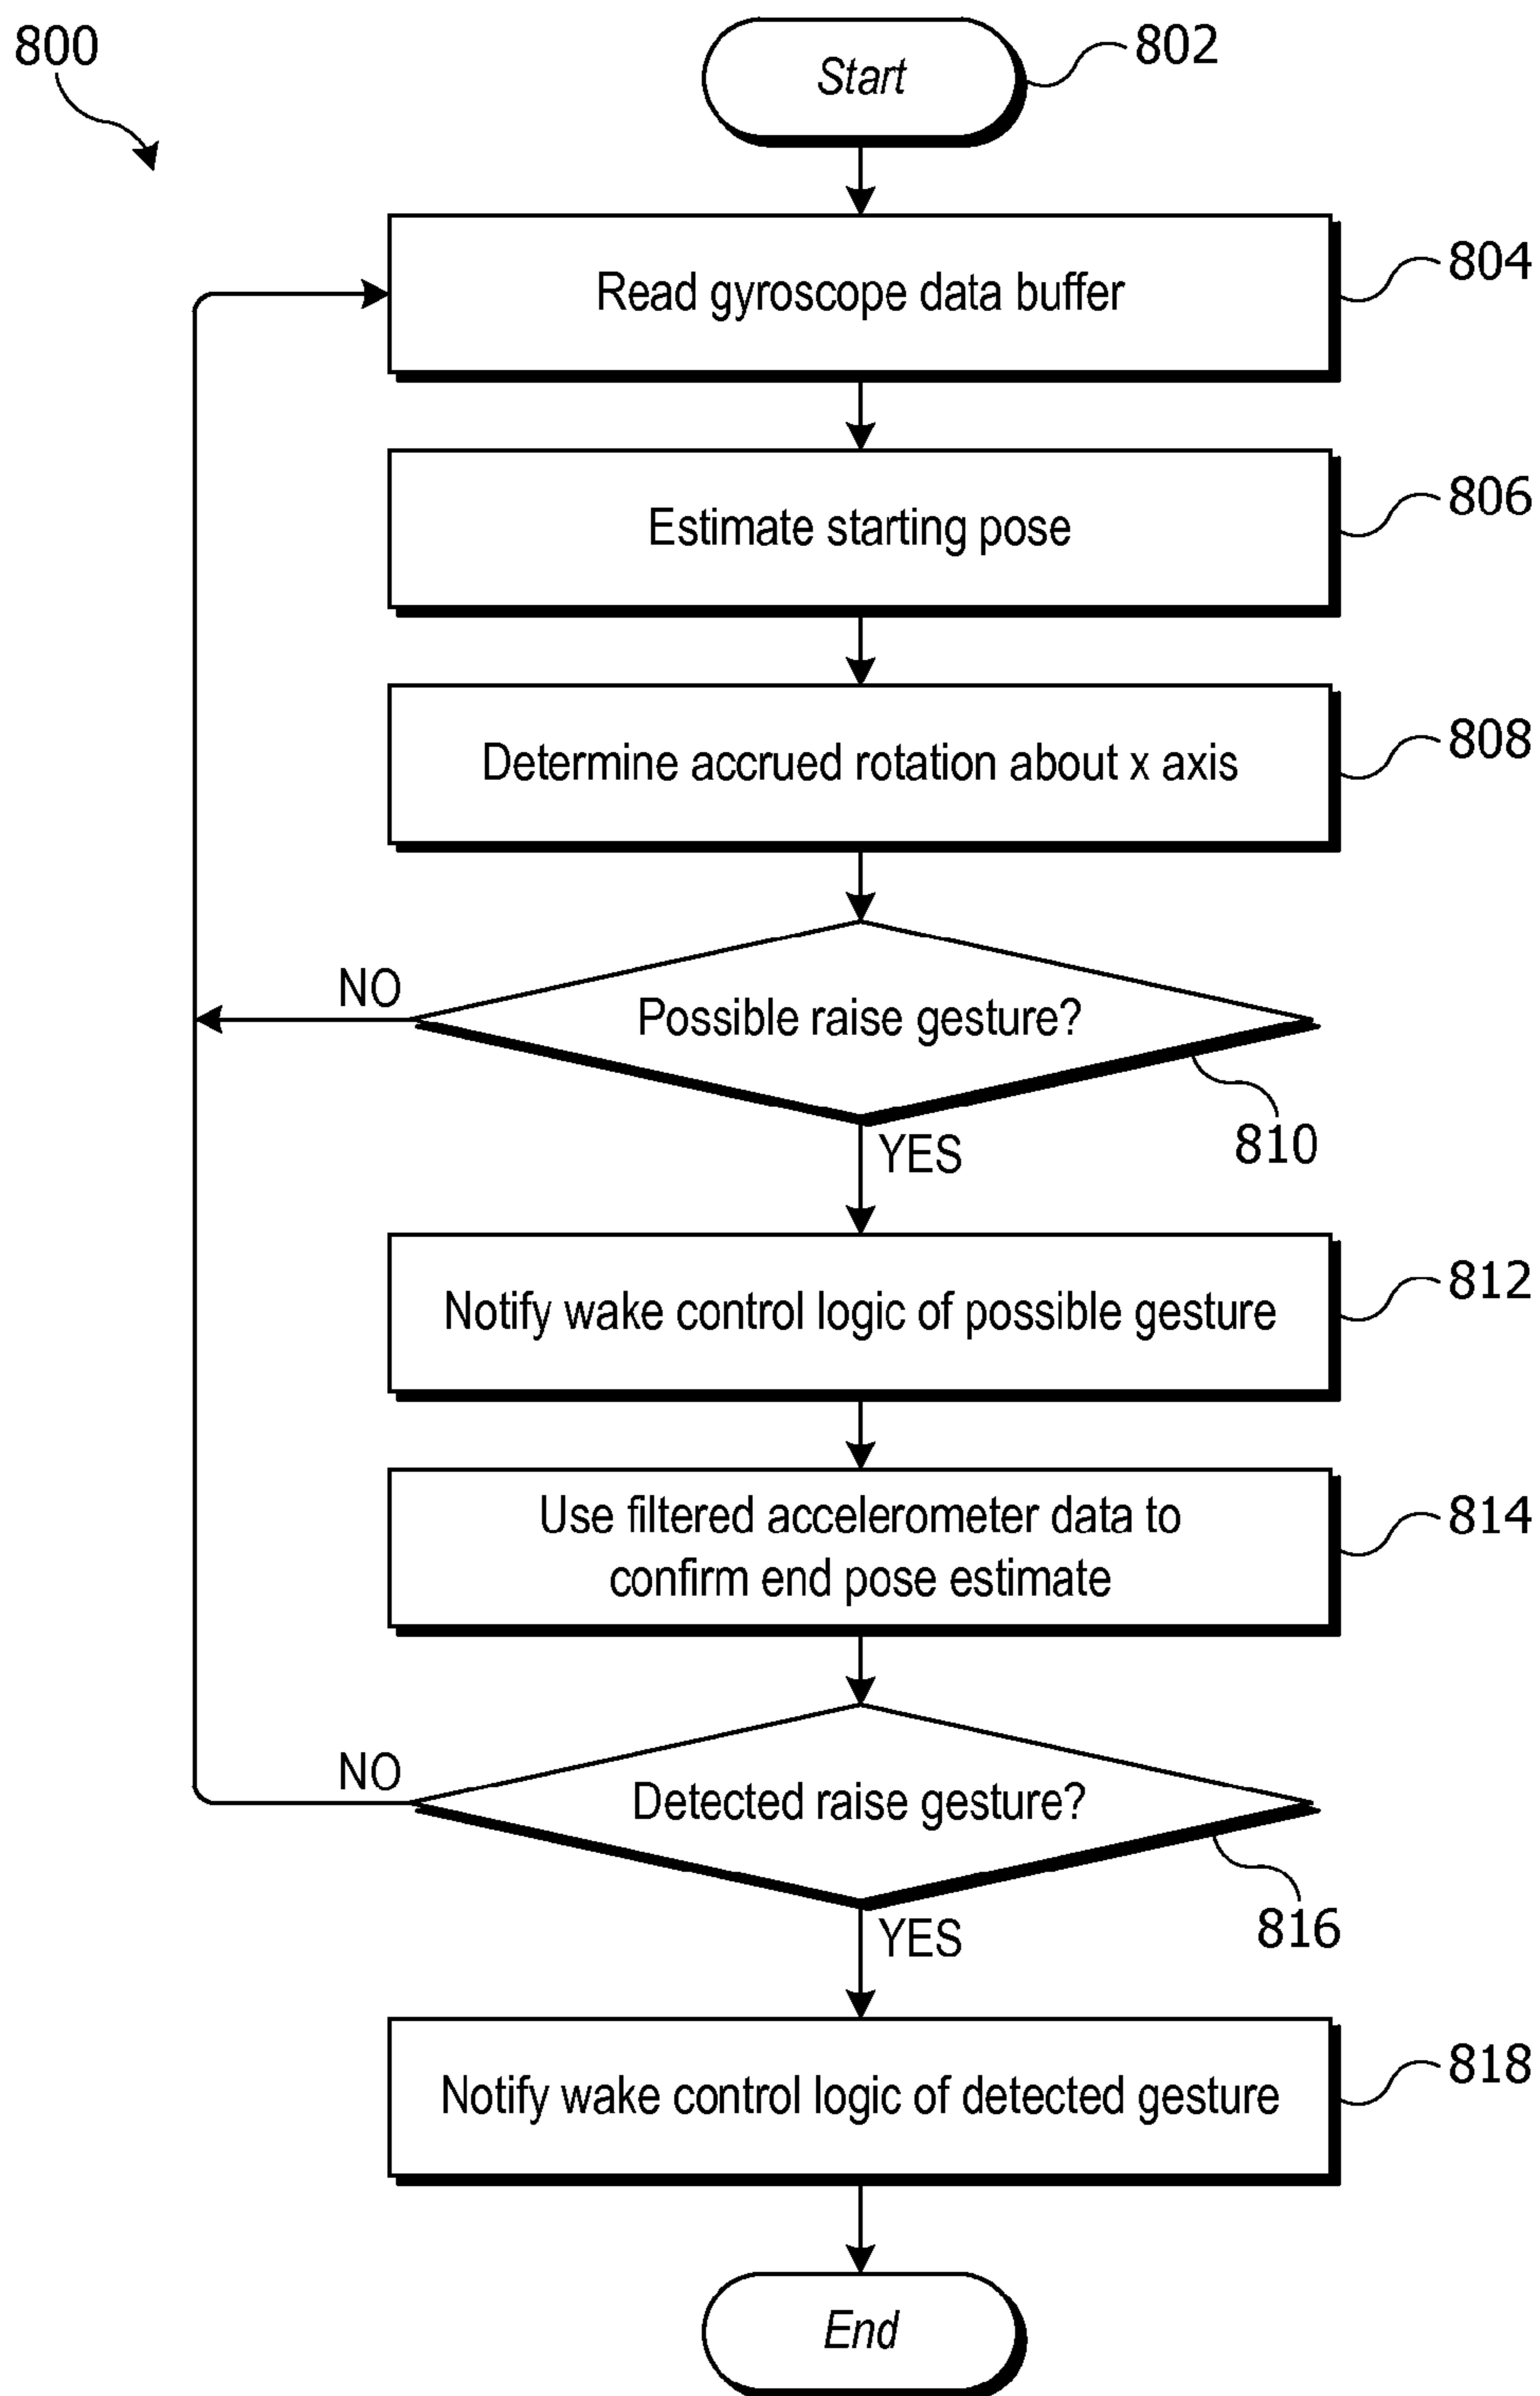 800
Start
802
Read gyroscope data buffer
804
Estimate starting pose
806
Determine accrued rotation about x axis
808
NO
Possible raise gesture?
810
YES
Notify wake control logic of possible gesture
812
Use filtered accelerometer data to
confirm end pose estimate
814
NO
Detected raise gesture?
816
YES
Notify wake control logic of detected gesture
818
End